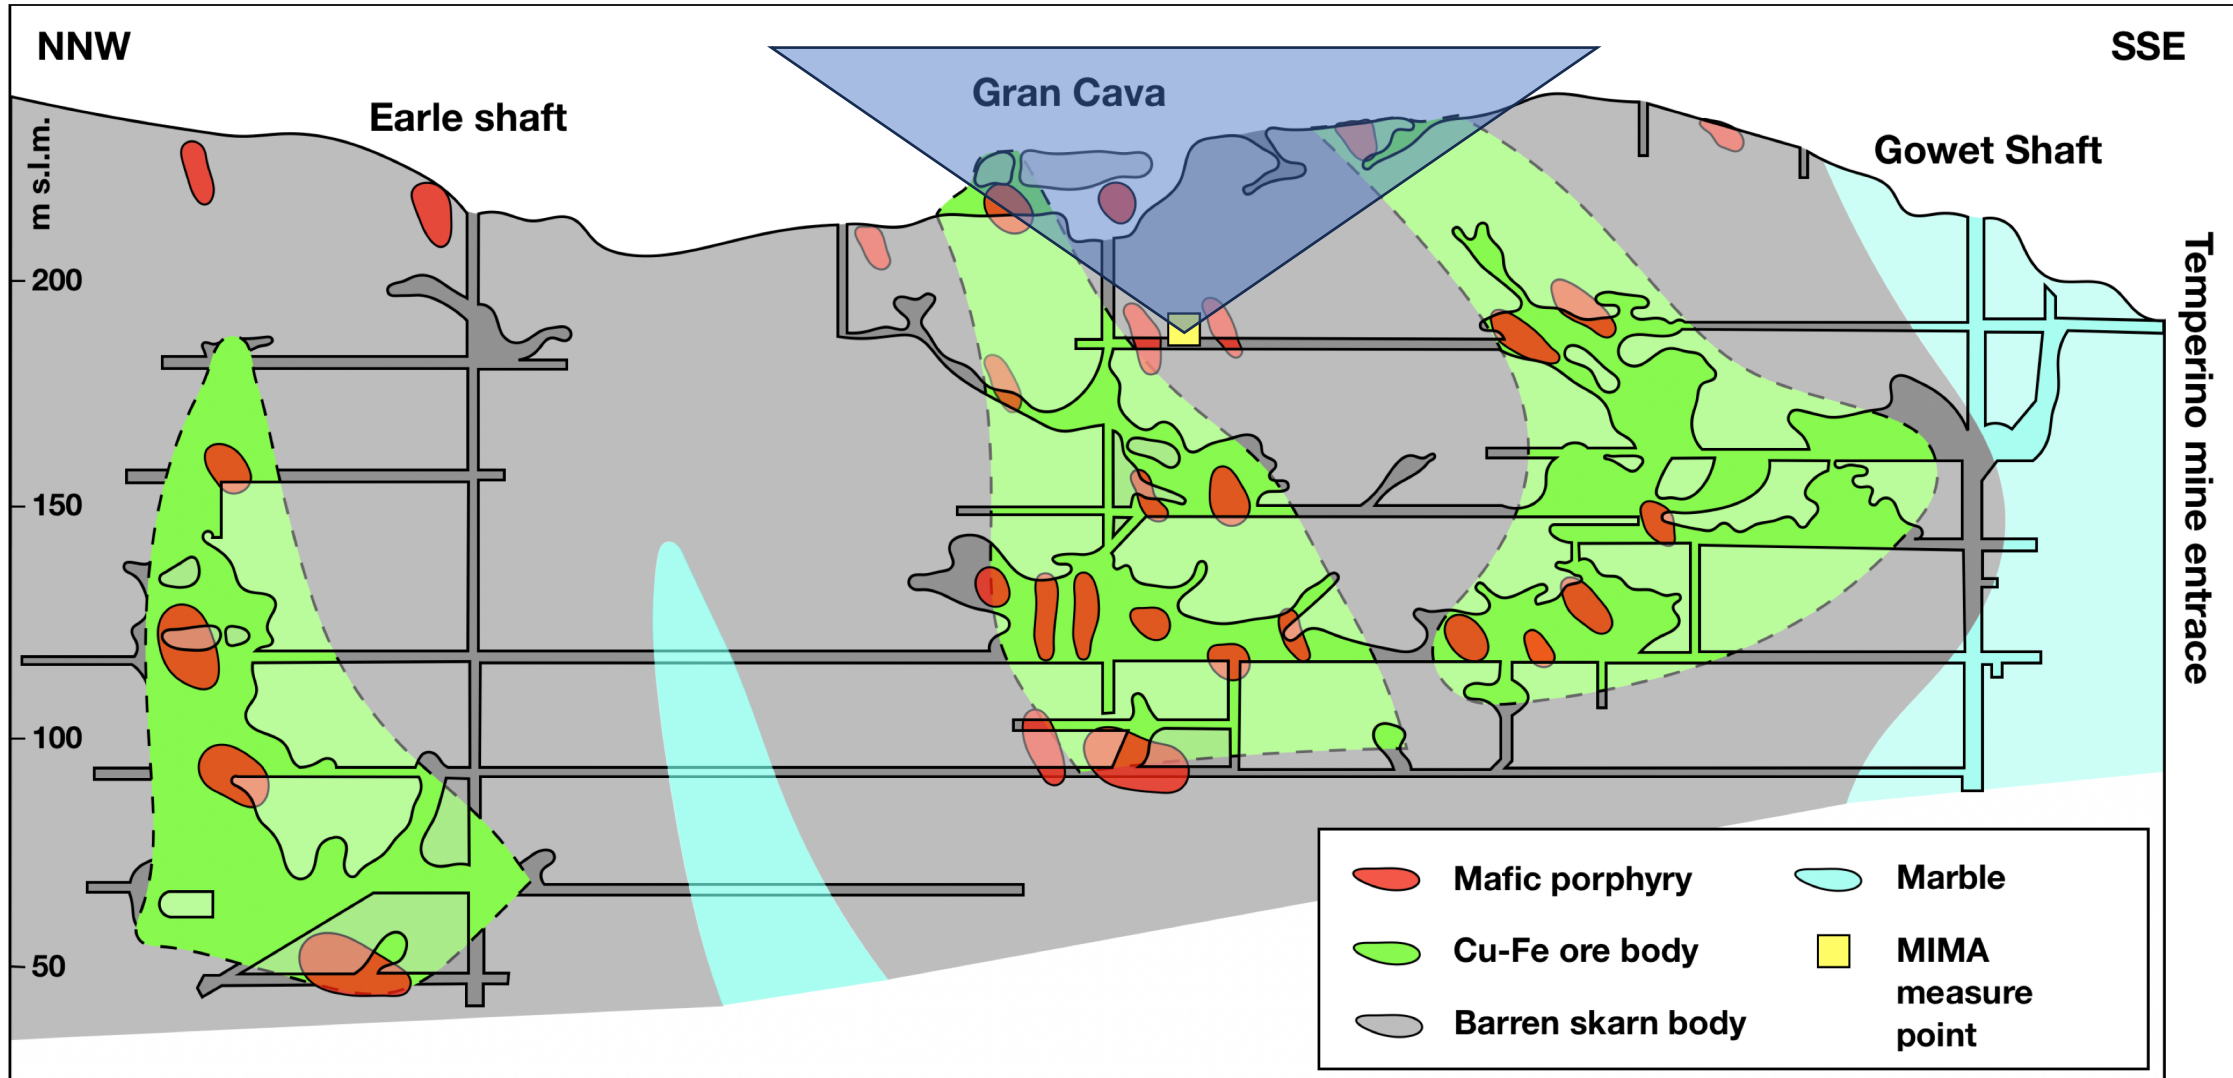 NNW
SSE
Gran Cava
Earle shaft
Gowet Shaft
m s.l.m.
200
150
100
50
Temperino mine entrace
Mafic porphyry
Marble
Cu-Fe ore body
MIMA
measure
point
Barren skarn body